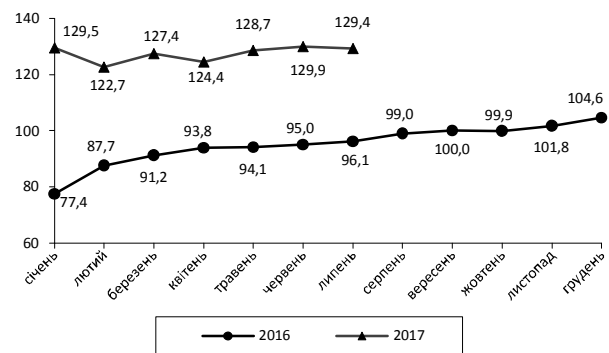 140
120
100
80
60
129,5
122,7
127,4
124,4
128,7
129,9
129,4
77,4
87,7
91,2
93,8
94,1
95,0
96,1
99,0
100,0
99,9
101,8
104,6
січень
лютий
березень
квітень
травень
червень
липень
серпень
вересень
жовтень
листопад
грудень
2016 2017